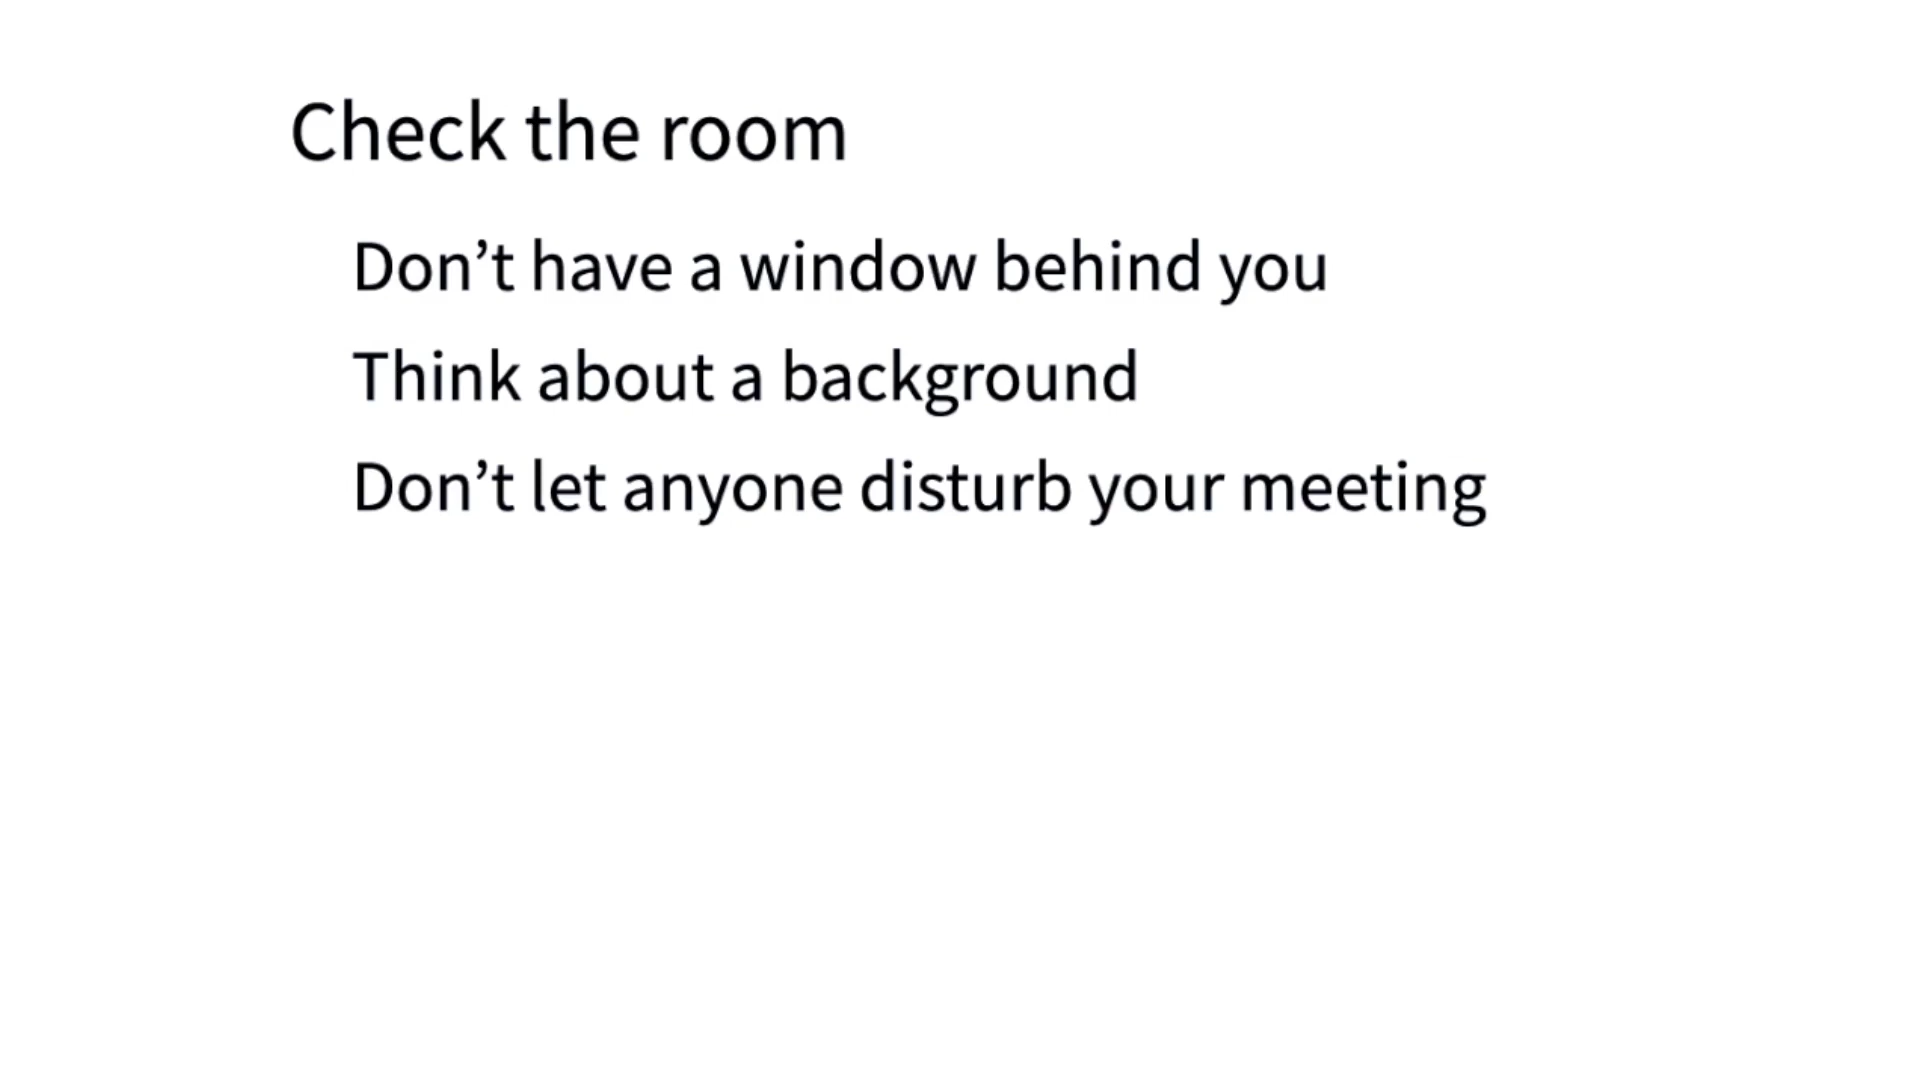 Check the room
Don’t have a window behind you
Think about a background
Don’t let anyone disturb your meeting